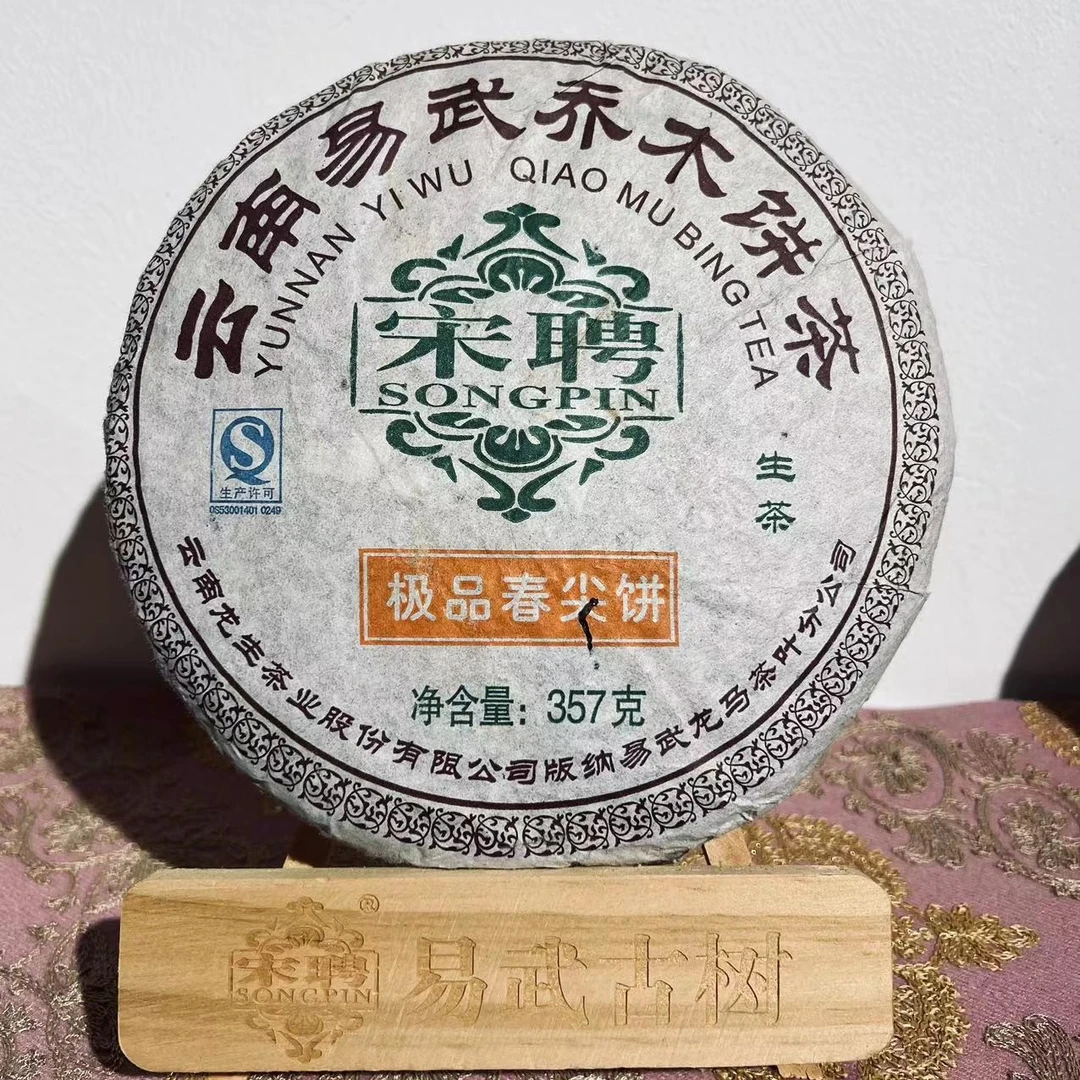 云南易武乔木饼茶
YUNNAN YI WU QIAO MU BING TEA
宋聘
SONGPIN
生茶
生产许可
QS53001401 0249
极品春尖饼
净含量：357克
云南龙生茶业股份有限公司版纳易武龙马茶叶分公司
宋聘®
SONGPIN
易武古树